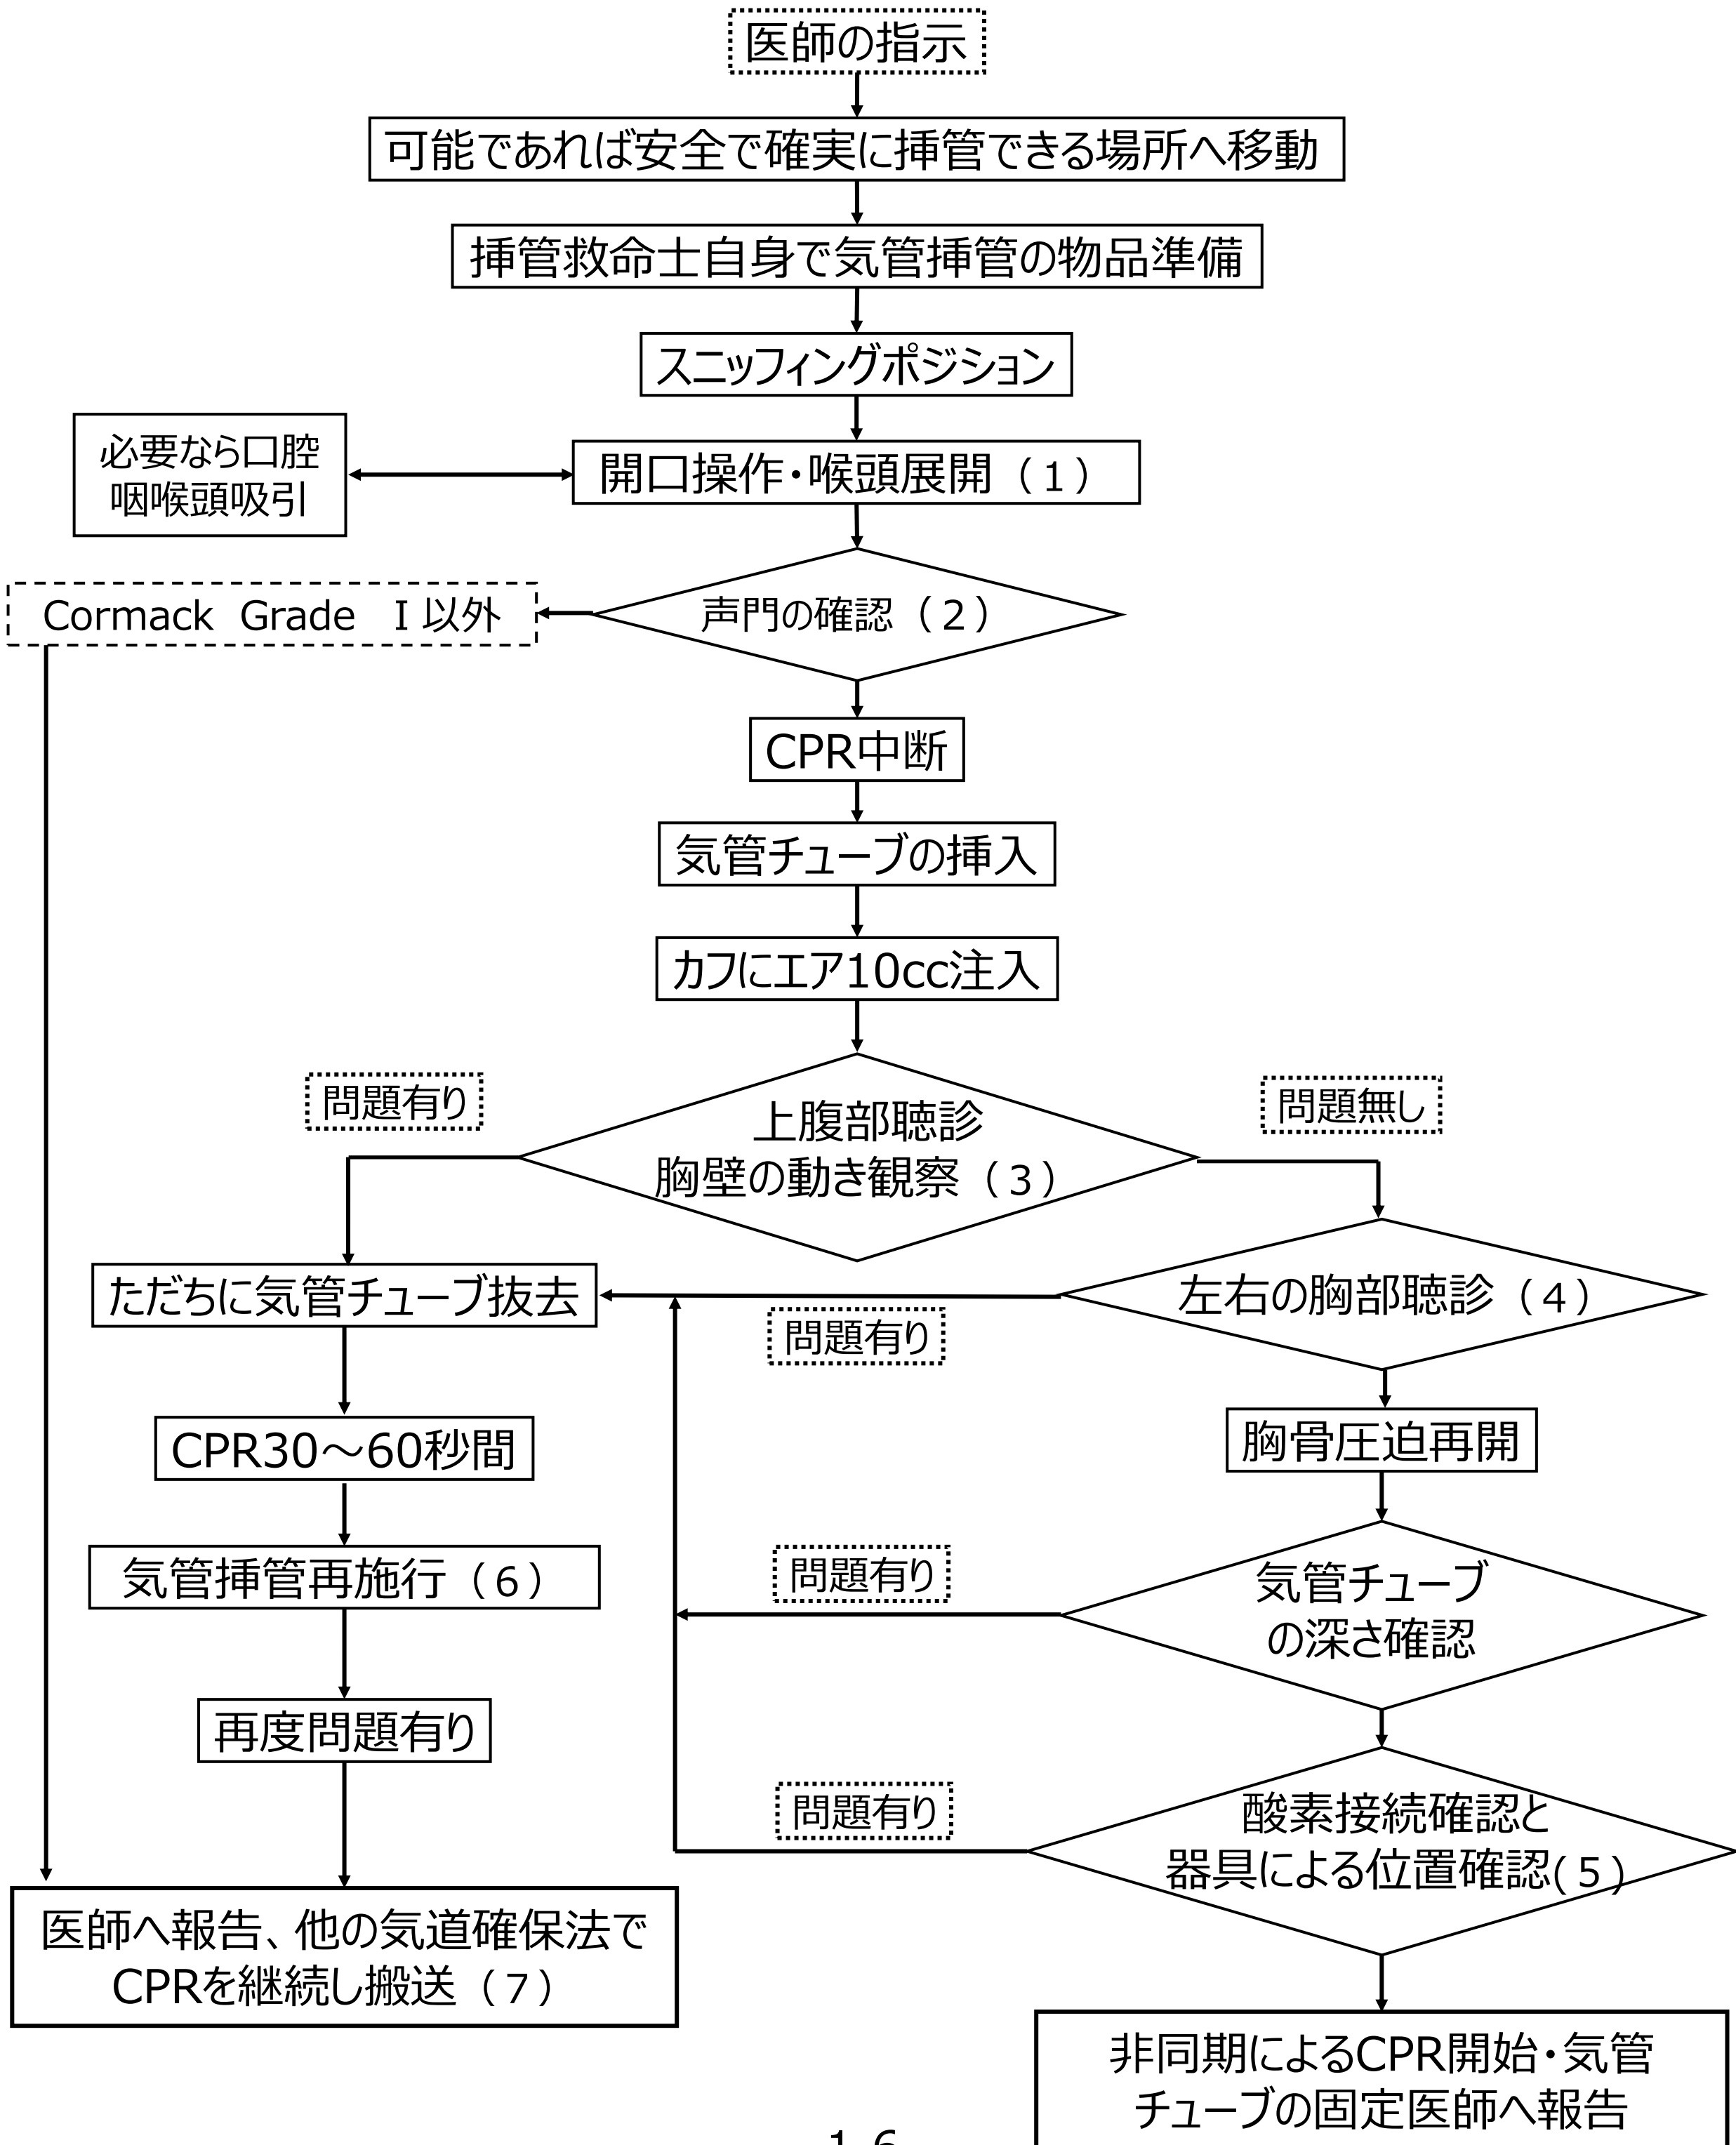 医師の指示
可能であれば安全で確実に挿管できる場所へ移動
挿管救命士自身で気管挿管の物品準備
スニッフィングポジション
必要なら口腔
咽喉頭吸引
開口操作・喉頭展開（1）
Cormack Grade Ⅰ以外
声門の確認（2）
CPR中断
気管チューブの挿入
カフにエア10cc注入
問題有り
上腹部聴診
胸壁の動き観察（3）
問題無し
ただちに気管チューブ抜去
問題有り
左右の胸部聴診（4）
CPR30～60秒間
胸骨圧迫再開
気管挿管再施行（6）
問題有り
気管チューブ
の深さ確認
再度問題有り
問題有り
酸素接続確認と
器具による位置確認(5)
医師へ報告、他の気道確保法で
CPRを継続し搬送（7）
非同期によるCPR開始・気管
チューブの固定医師へ報告
16